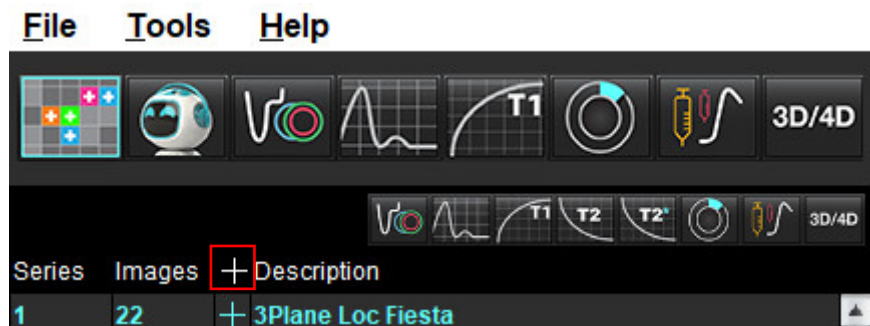 File Tools Help
T1 3D/4D
T1 T2 T2* 3D/4D
Series Images + Description
1 22 + 3Plane Loc Fiesta